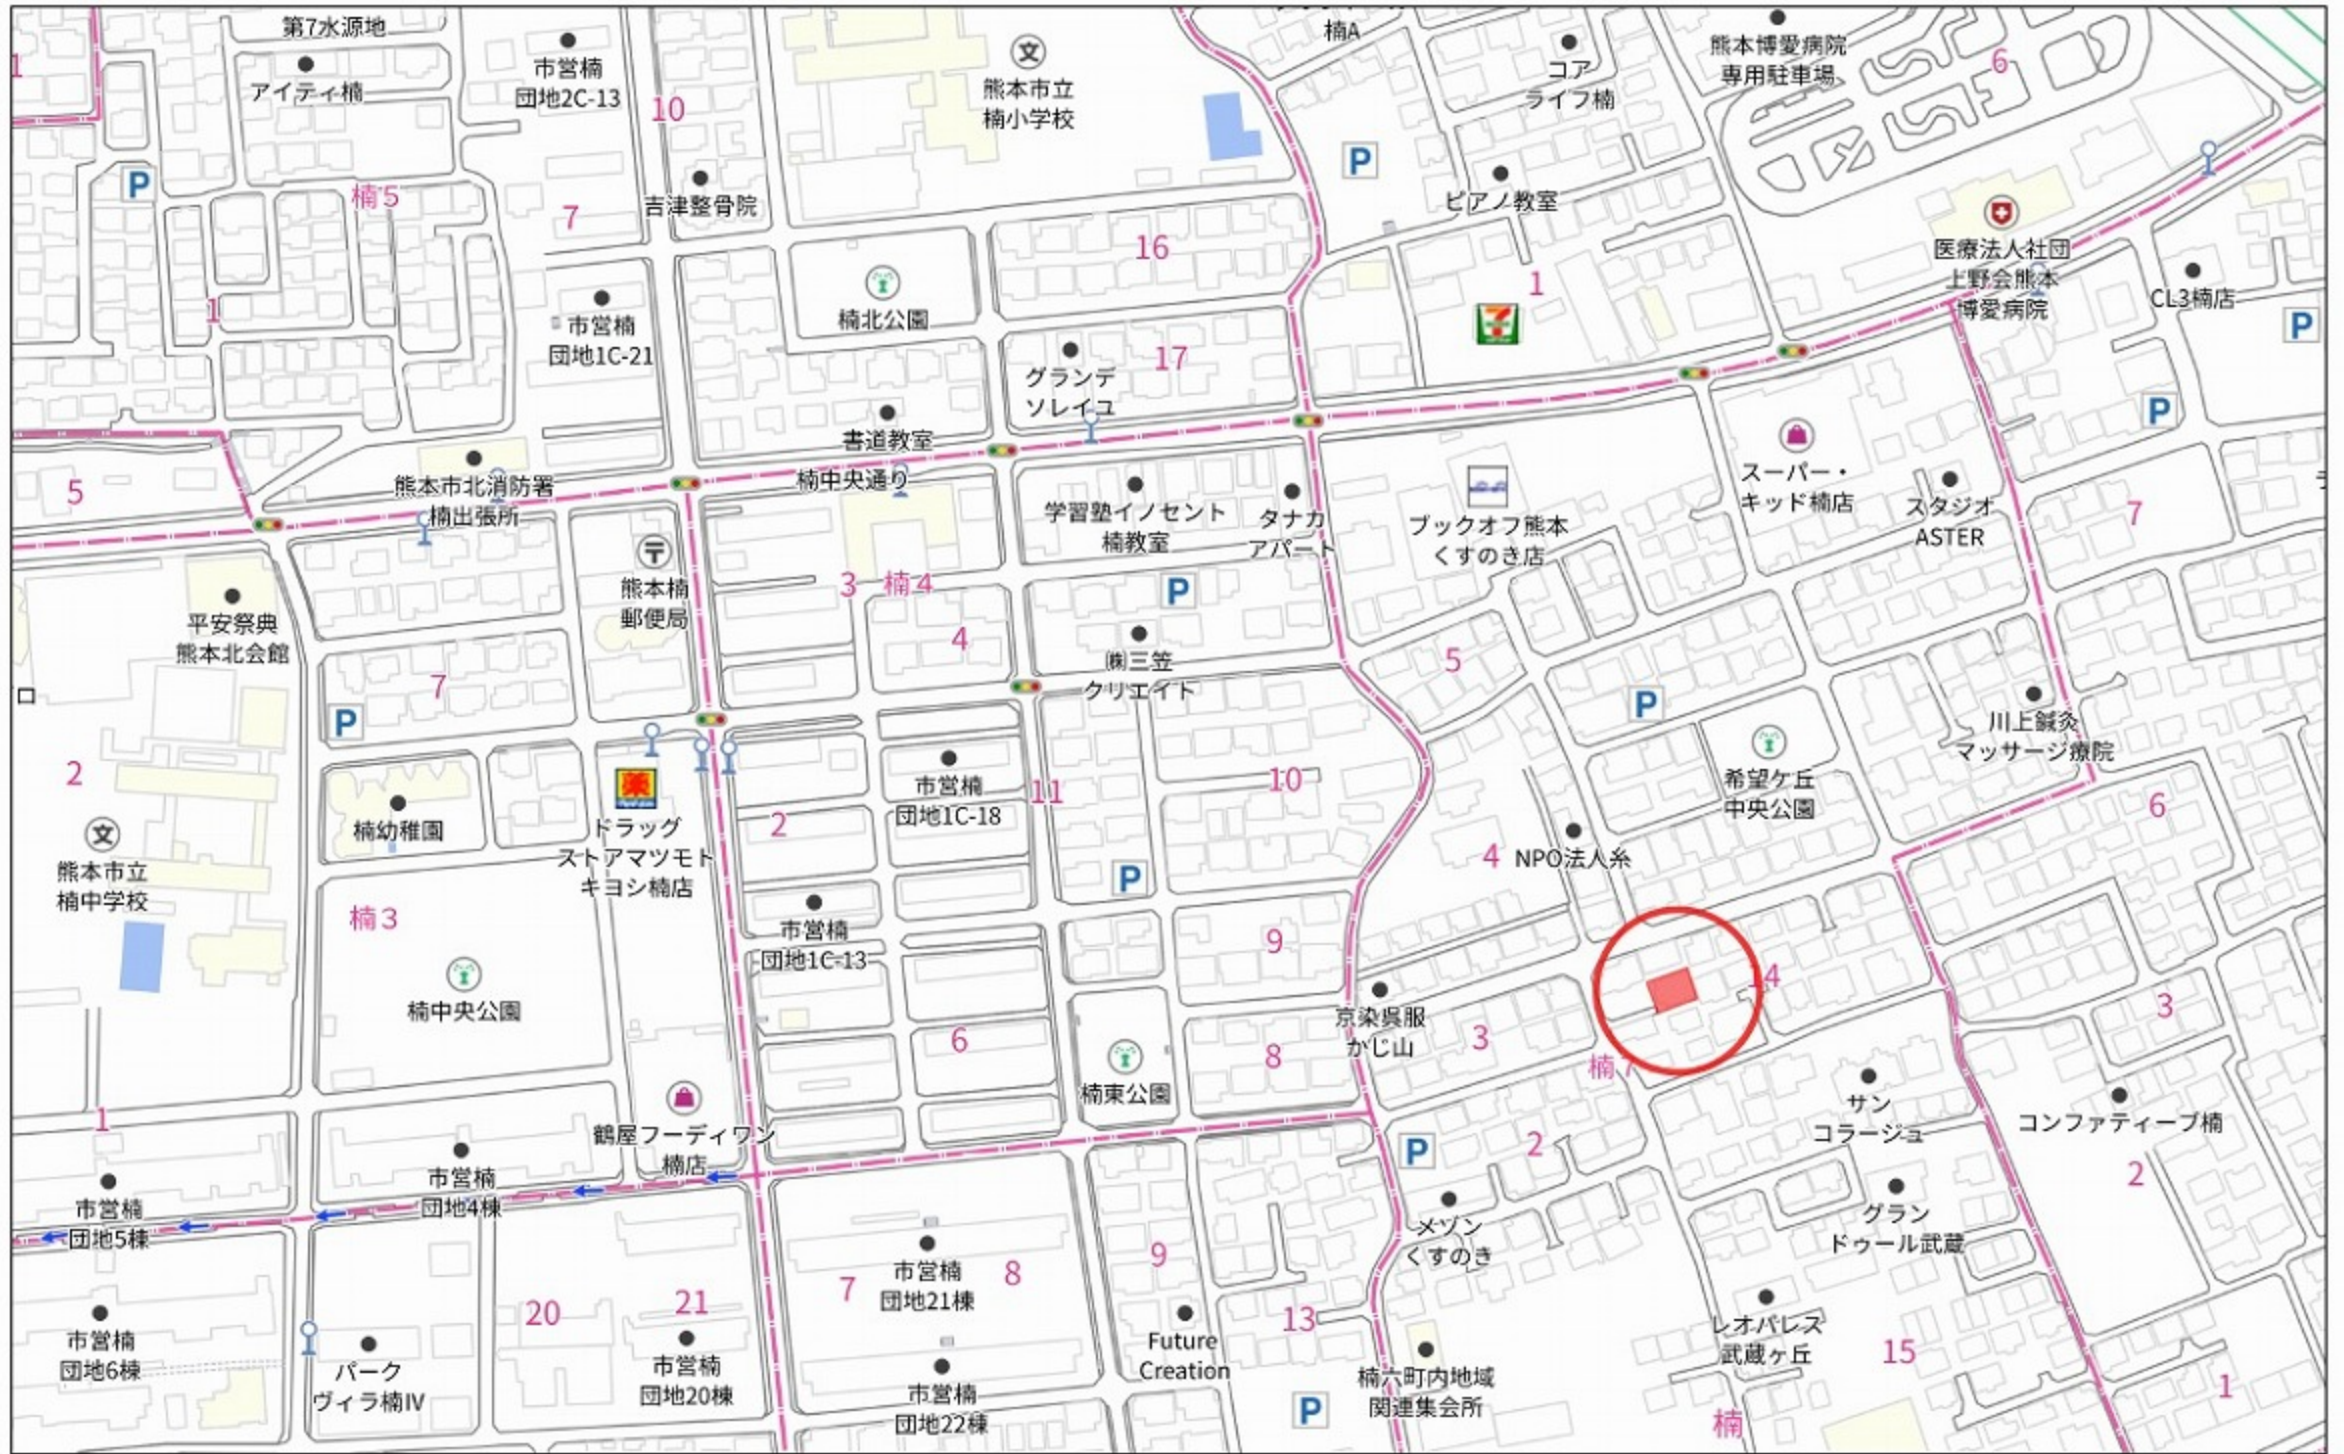 第7水源地
アイティ楠
市営楠
団地2C-13
10
熊本市立
楠小学校
楠A
コア
ライフ楠
熊本博愛病院
専用駐車場
6
1
P
楠5
7
吉津整骨院
P
ピアノ教室
16
1
医療法人社団
上野会熊本
博愛病院
CL3楠店
P
1
市営楠
団地1C-21
楠北公園
グランデ
ソレイユ
17
7
書道教室
楠中央通り
P
スーパー・
キッド楠店
スタジオ
ASTER
7
5
熊本市北消防署
楠出張所
学習塾イノセント
楠教室
タナカ
アパート
ブックオフ熊本
くすのき店
平安祭典
熊本北会館
熊本楠
郵便局
3
楠4
P
4
㈱三笠
クリエイト
5
P
川上鍼灸
マッサージ療院
ロ
7
P
2
楠幼稚園
薬
ドラッグ
ストアマツモト
キヨシ楠店
2
市営楠
団地1C-18
11
10
希望ケ丘
中央公園
6
4
NPO法人糸
P
熊本市立
楠中学校
楠3
市営楠
団地1C-13
9
14
楠中央公園
京染呉服
かじ山
3
3
6
楠東公園
8
楠7
サン
コラージュ
コンファティーブ楠
1
鶴屋フーディワン
楠店
P
2
2
市営楠
団地5棟
市営楠
団地4棟
メゾン
くすのき
グラン
ドゥール武蔵
市営楠
団地6棟
パーク
ヴィラ楠Ⅳ
20
21
市営楠
団地20棟
7
市営楠
団地21棟
8
市営楠
団地22棟
9
Future
Creation
13
P
楠六町内地域
関連集会所
レオパレス
武蔵ヶ丘
15
1
楠